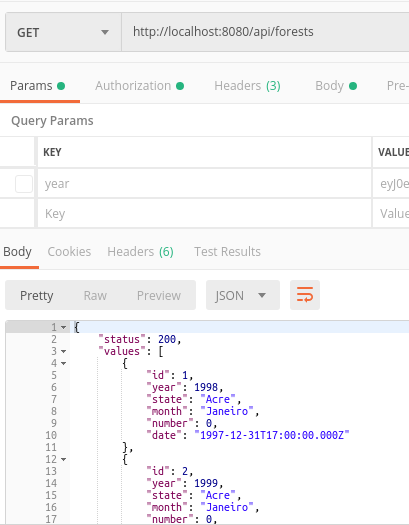 GET http://localhost:8080/api/forests
Params Authorization Headers (3) Body Pre-
Query Params
KEY VALUE
year eyJ0e
Key Value
Body Cookies Headers (6) Test Results
Pretty Raw Preview JSON
1 {
2 "status": 200,
3 "values": [
4 {
5 "id": 1,
6 "year": 1998,
7 "state": "Acre",
8 "month": "Janeiro",
9 "number": 0,
10 "date": "1997-12-31T17:00:00.000Z"
11 },
12 {
13 "id": 2,
14 "year": 1999,
15 "state": "Acre",
16 "month": "Janeiro",
17 "number": 0,